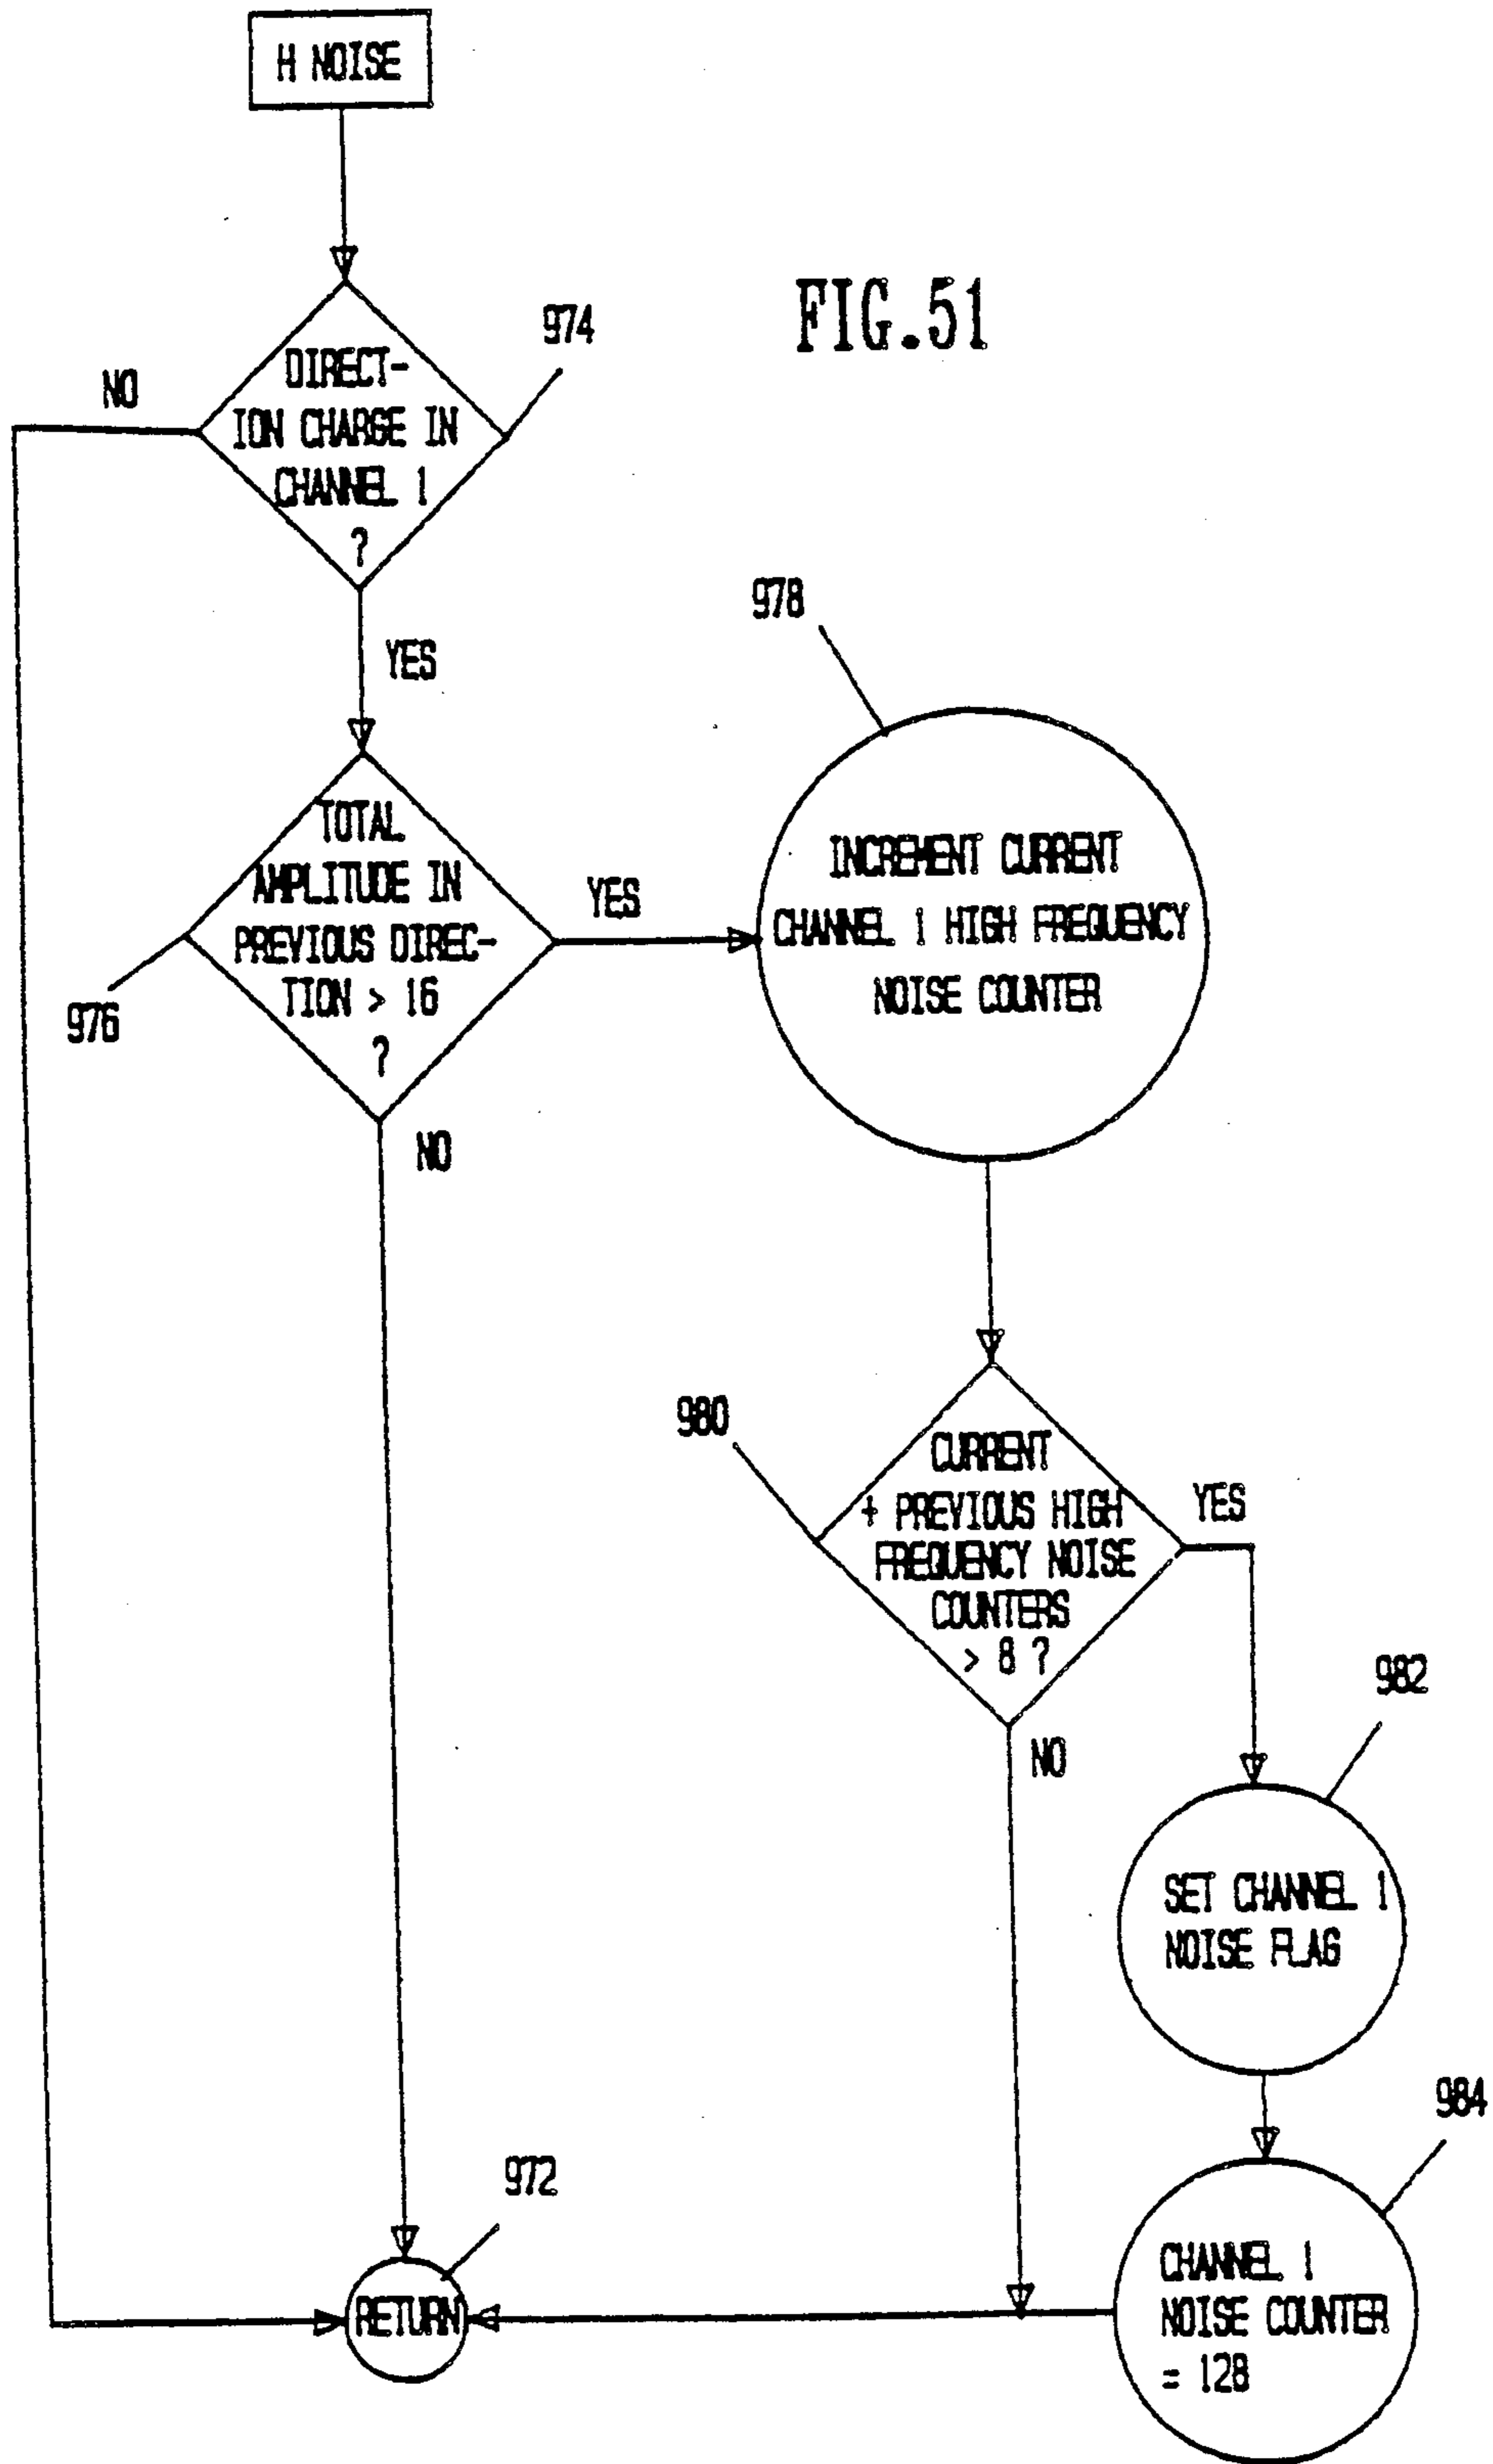 H NOISE
FIG.51
974
NO
DIRECT-
ION CHARGE IN
CHANNEL 1
?
YES
978
TOTAL
AMPLITUDE IN
PREVIOUS DIREC-
TION > 16
?
976
YES
NO
INCREMENT CURRENT
CHANNEL 1 HIGH FREQUENCY
NOISE COUNTER
980
CURRENT
+ PREVIOUS HIGH
FREQUENCY NOISE
COUNTERS
> 8 ?
YES
NO
982
SET CHANNEL 1
NOISE FLAG
984
972
RETURN
CHANNEL 1
NOISE COUNTER
= 128